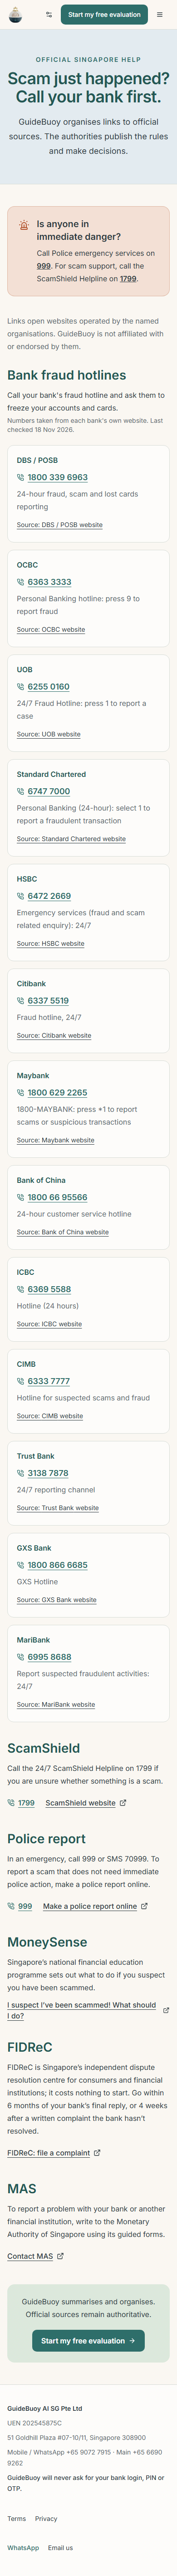 Start my free evaluation
OFFICIAL SINGAPORE HELP
Scam just happened?
Call your bank first.
GuideBuoy organises links to official
sources. The authorities publish the rules
and make decisions.
Is anyone in
immediate danger?
Call Police emergency services on
999. For scam support, call the
ScamShield Helpline on 1799.
Links open websites operated by the named
organisations. GuideBuoy is not affiliated with
or endorsed by them.
Bank fraud hotlines
Call your bank's fraud hotline and ask them to
freeze your accounts and cards.
Numbers taken from each bank's own website. Last
checked 18 Nov 2026.
DBS / POSB
1800 339 6963
24-hour fraud, scam and lost cards
reporting
Source: DBS / POSB website
OCBC
6363 3333
Personal Banking hotline: press 9 to
report fraud
Source: OCBC website
UOB
6255 0160
24/7 Fraud Hotline: press 1 to report a
case
Source: UOB website
Standard Chartered
6747 7000
Personal Banking (24-hour): select 1 to
report a fraudulent transaction
Source: Standard Chartered website
HSBC
6472 2669
Emergency services (fraud and scam
related enquiry): 24/7
Source: HSBC website
Citibank
6337 5519
Fraud hotline, 24/7
Source: Citibank website
Maybank
1800 629 2265
1800-MAYBANK: press *1 to report
scams or suspicious transactions
Source: Maybank website
Bank of China
1800 66 95566
24-hour customer service hotline
Source: Bank of China website
ICBC
6369 5588
Hotline (24 hours)
Source: ICBC website
CIMB
6333 7777
Hotline for suspected scams and fraud
Source: CIMB website
Trust Bank
3138 7878
24/7 reporting channel
Source: Trust Bank website
GXS Bank
1800 866 6685
GXS Hotline
Source: GXS Bank website
MariBank
6995 8688
Report suspected fraudulent activities:
24/7
Source: MariBank website
ScamShield
Call the 24/7 ScamShield Helpline on 1799 if
you are unsure whether something is a scam.
1799 ScamShield website
Police report
In an emergency, call 999 or SMS 70999. To
report a scam that does not need immediate
police action, make a police report online.
999 Make a police report online
MoneySense
Singapore's national financial education
programme sets out what to do if you suspect
you have been scammed.
I suspect I've been scammed! What should
I do?
FIDReC
FIDReC is Singapore's independent dispute
resolution centre for consumers and financial
institutions; it costs nothing to start. Go within
6 months of your bank's final reply, or 4 weeks
after a written complaint the bank hasn't
resolved.
FIDReC: file a complaint
MAS
To report a problem with your bank or another
financial institution, write to the Monetary
Authority of Singapore using its guided forms.
Contact MAS
GuideBuoy summarises and organises.
Official sources remain authoritative.
Start my free evaluation
GuideBuoy AI SG Pte Ltd
UEN 202545875C
51 Goldhill Plaza #07-10/11, Singapore 308900
Mobile / WhatsApp +65 9072 7915 · Main +65 6690
9262
GuideBuoy will never ask for your bank login, PIN or
OTP.
Terms Privacy
WhatsApp Email us